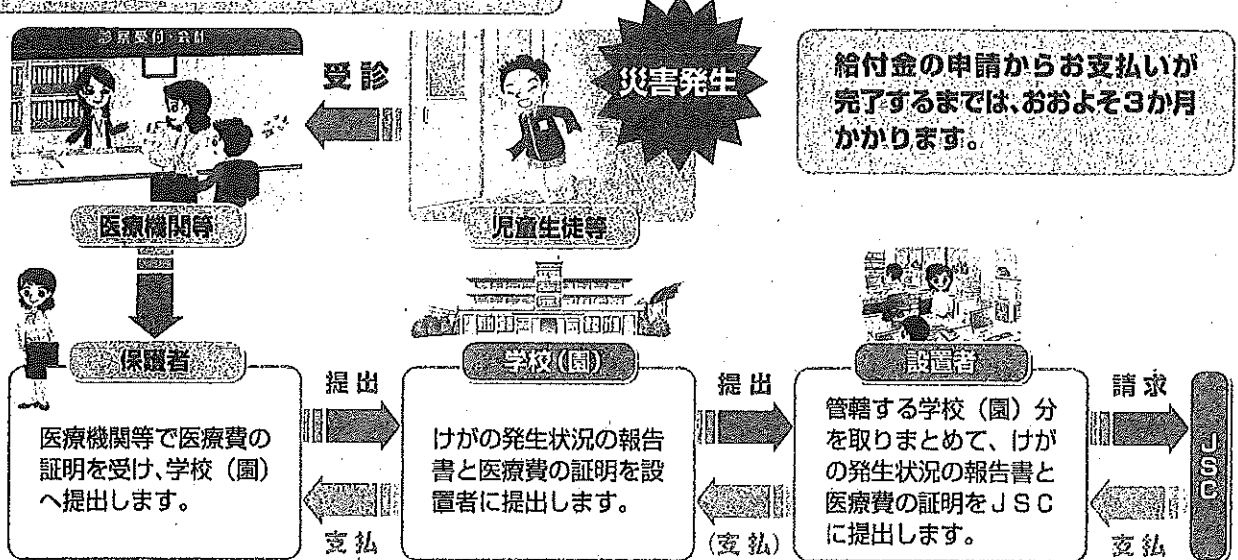 診療受付・会計
受診
災害発生
給付金の申請からお支払いが
完了するまでは、おおよそ3か月
かかります。
医療機関等
児童生徒等
保護者
医療機関等で医療費の
証明を受け、学校（園）
へ提出します。
提出
支払
学校（園）
けがの発生状況の報告
書と医療費の証明を設
置者に提出します。
提出
（支払）
設置者
管轄する学校（園）分
を取りまとめて、けが
の発生状況の報告書と
医療費の証明をJSC
に提出します。
請求
支払
JSC